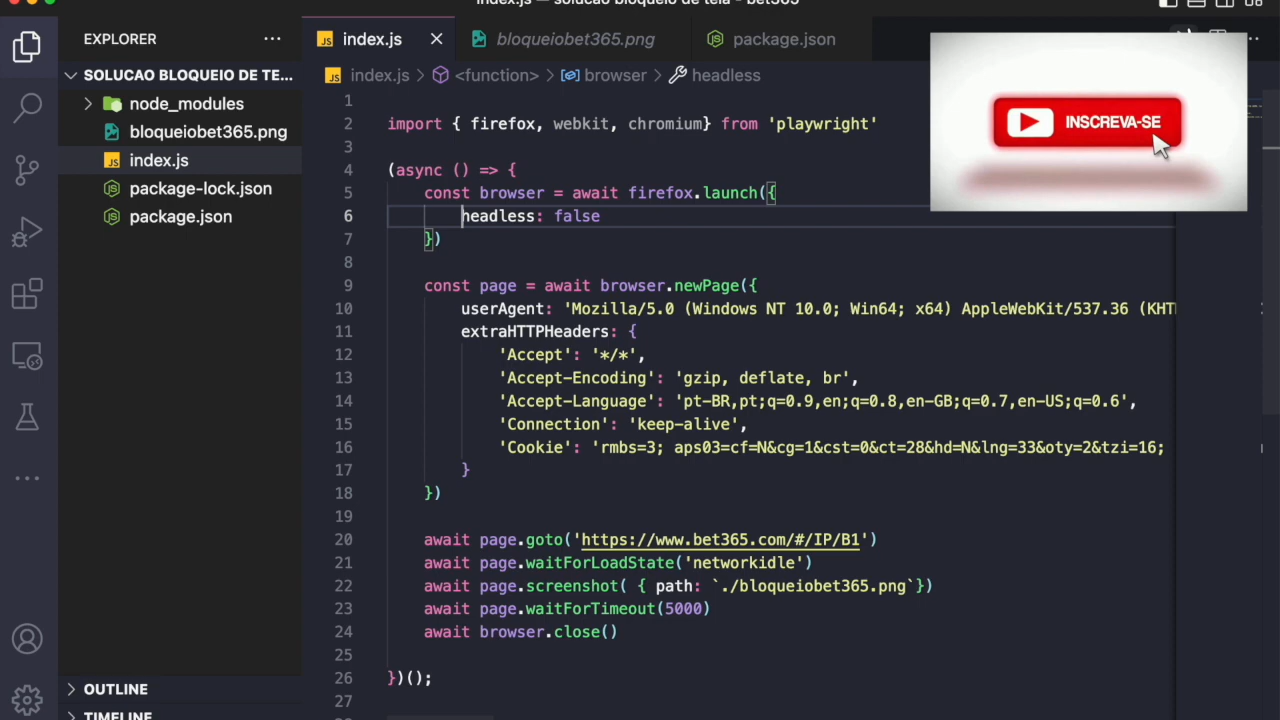 index.js — solucao bloqueio de tela - bet365
EXPLORER
SOLUCAO BLOQUEIO DE TE...
node_modules
bloqueiobet365.png
index.js
package-lock.json
package.json
OUTLINE
TIMELINE
index.js
bloqueiobet365.png
package.json
index.js > <function> > browser > headless
INSCREVA-SE
1
2 import { firefox, webkit, chromium} from 'playwright'
3
4 (async () => {
5 const browser = await firefox.launch({
6 headless: false
7 })
8
9 const page = await browser.newPage({
10 userAgent: 'Mozilla/5.0 (Windows NT 10.0; Win64; x64) AppleWebKit/537.36 (KHT
11 extraHTTPHeaders: {
12 'Accept': '*/*',
13 'Accept-Encoding': 'gzip, deflate, br',
14 'Accept-Language': 'pt-BR,pt;q=0.9,en;q=0.8,en-GB;q=0.7,en-US;q=0.6',
15 'Connection': 'keep-alive',
16 'Cookie': 'rmbs=3; aps03=cf=N&cg=1&cst=0&ct=28&hd=N&lng=33&oty=2&tzi=16;
17 }
18 })
19
20 await page.goto('https://www.bet365.com/#/IP/B1')
21 await page.waitForLoadState('networkidle')
22 await page.screenshot( { path: `./bloqueiobet365.png`})
23 await page.waitForTimeout(5000)
24 await browser.close()
25
26 })();
27